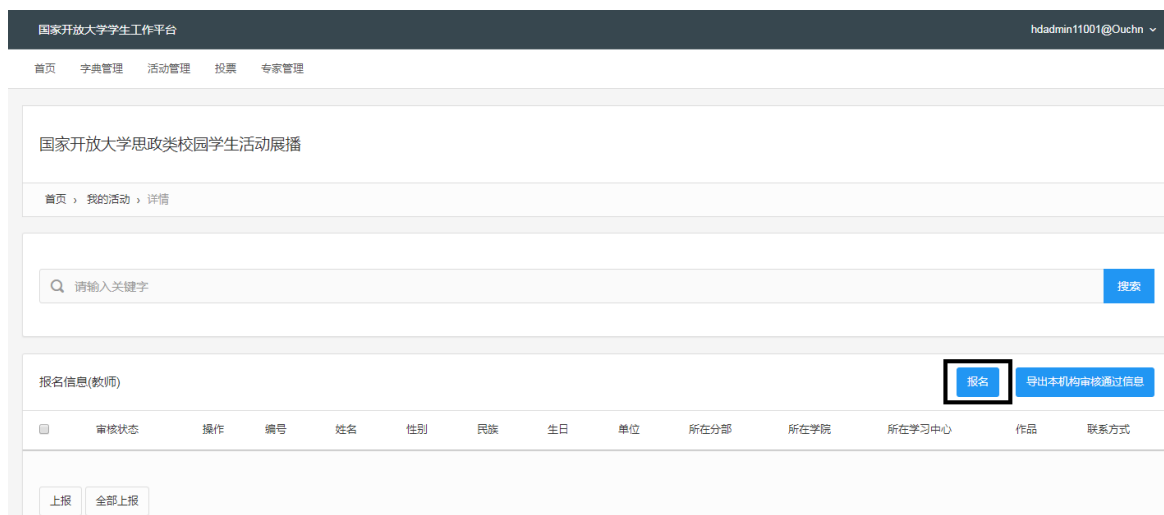 国家开放大学学生工作平台 hdadmin11001@Ouchn
首页 字典管理 活动管理 投票 专家管理
国家开放大学思政类校园学生活动展播
首页 › 我的活动 › 详情
请输入关键字 搜索
报名信息(教师) 报名 导出本机构审核通过信息
审核状态 操作 编号 姓名 性别 民族 生日 单位 所在分部 所在学院 所在学习中心 作品 联系方式
上报 全部上报